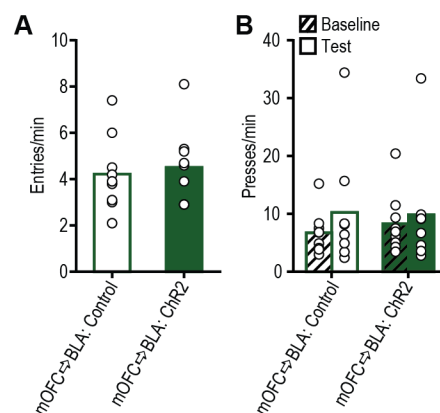 A
Entries/min
10
8
6
4
2
0
mOFC⇨BLA: Control
mOFC⇨BLA: ChR2
B
Baseline
Test
Presses/min
40
30
20
10
0
mOFC⇨BLA: Control
mOFC⇨BLA: ChR2